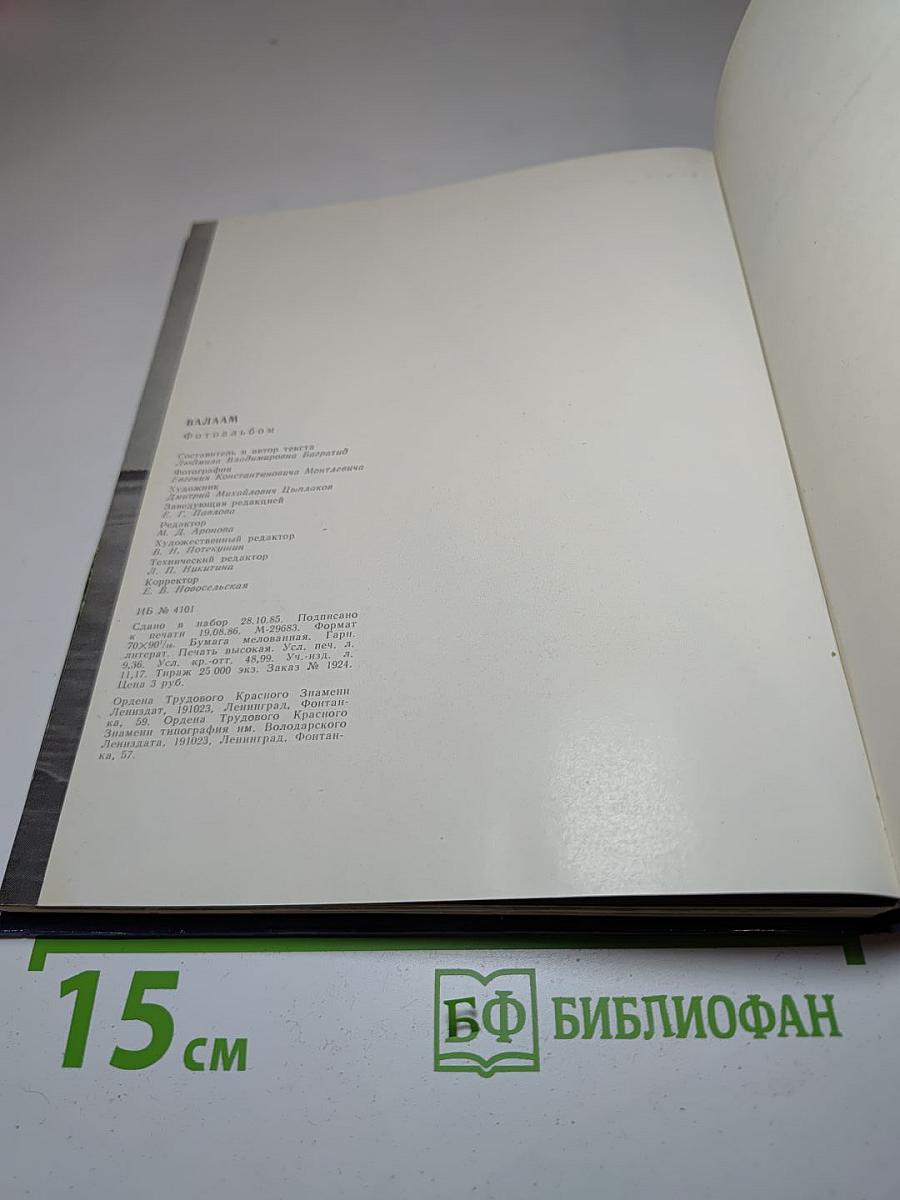 ВАЛААМ
Фотоальбом
Составитель и автор текста
Людмила Владимировна Багратид
Фотографии
Евгения Константиновича Монтлевича
Художник
Дмитрий Михайлович Цыплаков
Заведующая редакцией
Е. Г. Павлова
Редактор
М. Д. Аронова
Художественный редактор
В. Н. Потекушин
Технический редактор
Л. П. Никитина
Корректор
Е. В. Новосельская
ИБ № 4101
Сдано в набор 28.10.85. Подписано
к печати 19.08.86. М-29683. Формат
70×90¹/₁₆. Бумага мелованная. Гарн.
литерат. Печать высокая. Усл. печ. л.
9,36. Усл. кр.-отт. 48,99. Уч.-изд. л.
11,17. Тираж 25 000 экз. Заказ № 1924.
Цена 3 руб.
Ордена Трудового Красного Знамени
Лениздат, 191023, Ленинград, Фонтан-
ка, 59. Ордена Трудового Красного
Знамени типография им. Володарского
Лениздата, 191023, Ленинград, Фонтан-
ка, 57.
15 см
БФ БИБЛИОФАН